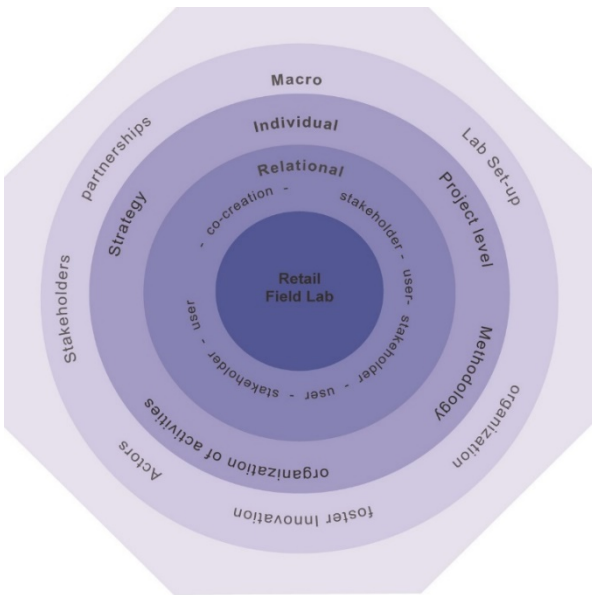 Macro
Lab Set-up
organization
foster Innovation
Actors
Stakeholders
partnerships
Individual
Project level
Methodology
organization of activities
Strategy
Relational
- co-creation -
stakeholder - user- stakeholder - user - stakeholder - user
Retail
Field Lab